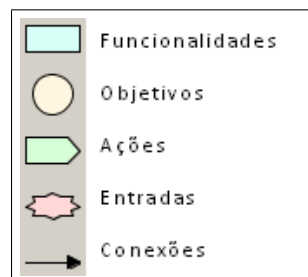 Funcionalidades
Objetivos
Ações
Entradas
Conexões